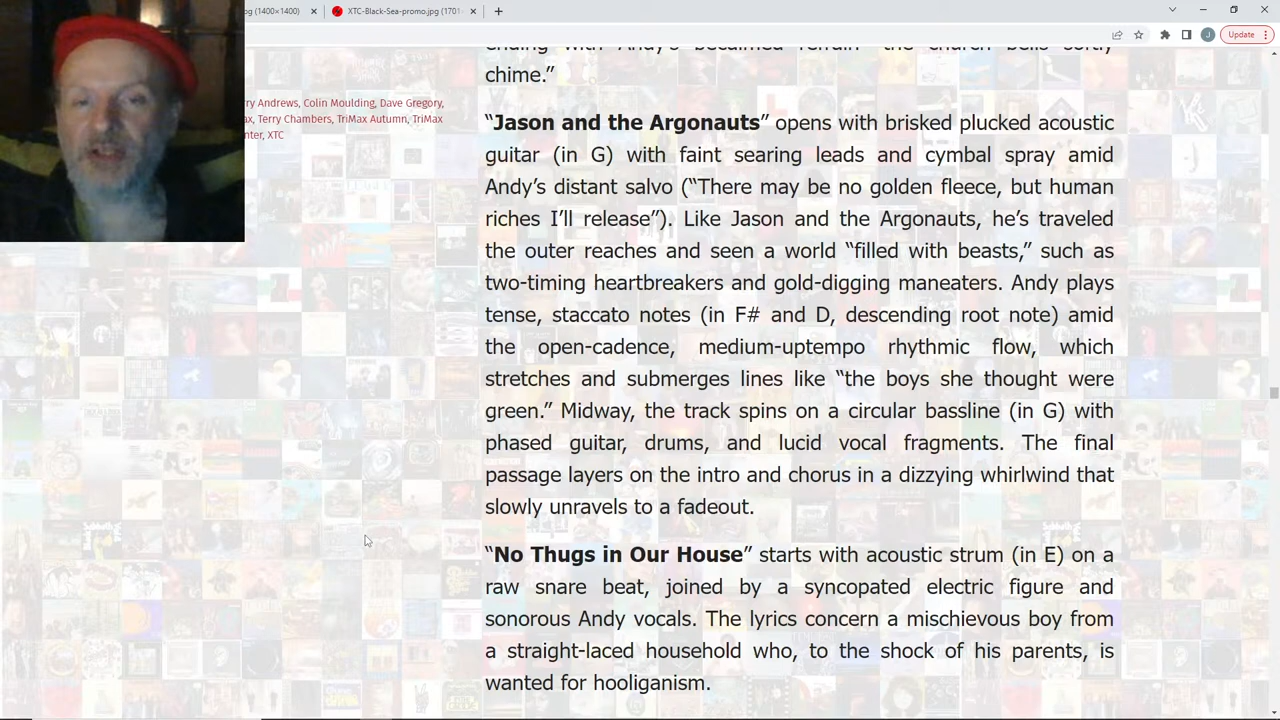 pg (1400×1400)
XTC-Black-Sea-promo.jpg (1701
Update
J
ending with Andy's becalmed refrain "the church bells softly
chime."
ry Andrews, Colin Moulding, Dave Gregory,
ax, Terry Chambers, TriMax Autumn, TriMax
nter, XTC
"Jason and the Argonauts" opens with brisked plucked acoustic
guitar (in G) with faint searing leads and cymbal spray amid
Andy's distant salvo ("There may be no golden fleece, but human
riches I'll release"). Like Jason and the Argonauts, he's traveled
the outer reaches and seen a world "filled with beasts," such as
two-timing heartbreakers and gold-digging maneaters. Andy plays
tense, staccato notes (in F# and D, descending root note) amid
the open-cadence, medium-uptempo rhythmic flow, which
stretches and submerges lines like "the boys she thought were
green." Midway, the track spins on a circular bassline (in G) with
phased guitar, drums, and lucid vocal fragments. The final
passage layers on the intro and chorus in a dizzying whirlwind that
slowly unravels to a fadeout.
"No Thugs in Our House" starts with acoustic strum (in E) on a
raw snare beat, joined by a syncopated electric figure and
sonorous Andy vocals. The lyrics concern a mischievous boy from
a straight-laced household who, to the shock of his parents, is
wanted for hooliganism.